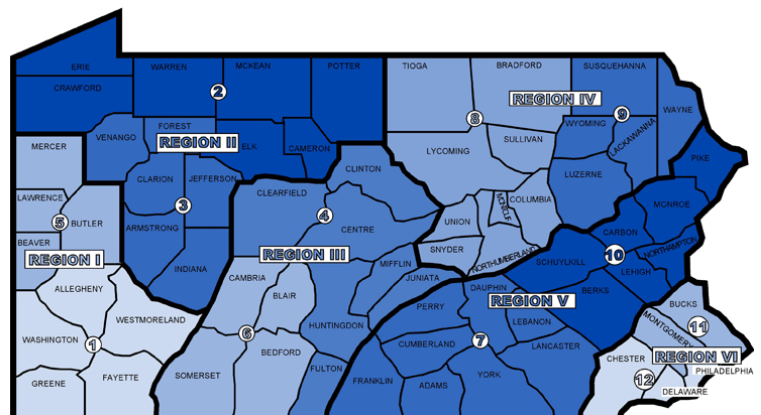 ERIE
WARREN
MCKEAN
POTTER
CRAWFORD
2
VENANGO
FOREST
REGION II
ELK
CAMERON
CLARION
JEFFERSON
3
ARMSTRONG
INDIANA
MERCER
LAWRENCE
5
BUTLER
BEAVER
REGION I
ALLEGHENY
WESTMORELAND
WASHINGTON
1
GREENE
FAYETTE
CLINTON
CLEARFIELD
4
CENTRE
REGION III
MIFFLIN
JUNIATA
CAMBRIA
BLAIR
HUNTINGDON
6
BEDFORD
SOMERSET
FULTON
TIOGA
BRADFORD
SUSQUEHANNA
REGION IV
8
9
WAYNE
WYOMING
LACKAWANNA
SULLIVAN
LYCOMING
LUZERNE
COLUMBIA
UNION
SNYDER
NORTHUMBERLAND
PIKE
MONROE
CARBON
NORTHAMPTON
10
SCHUYLKILL
LEHIGH
BERKS
DAUPHIN
REGION V
PERRY
LEBANON
CUMBERLAND
7
LANCASTER
FRANKLIN
ADAMS
YORK
BUCKS
MONTGOMERY
11
REGION VI
CHESTER
PHILADELPHIA
12
DELAWARE